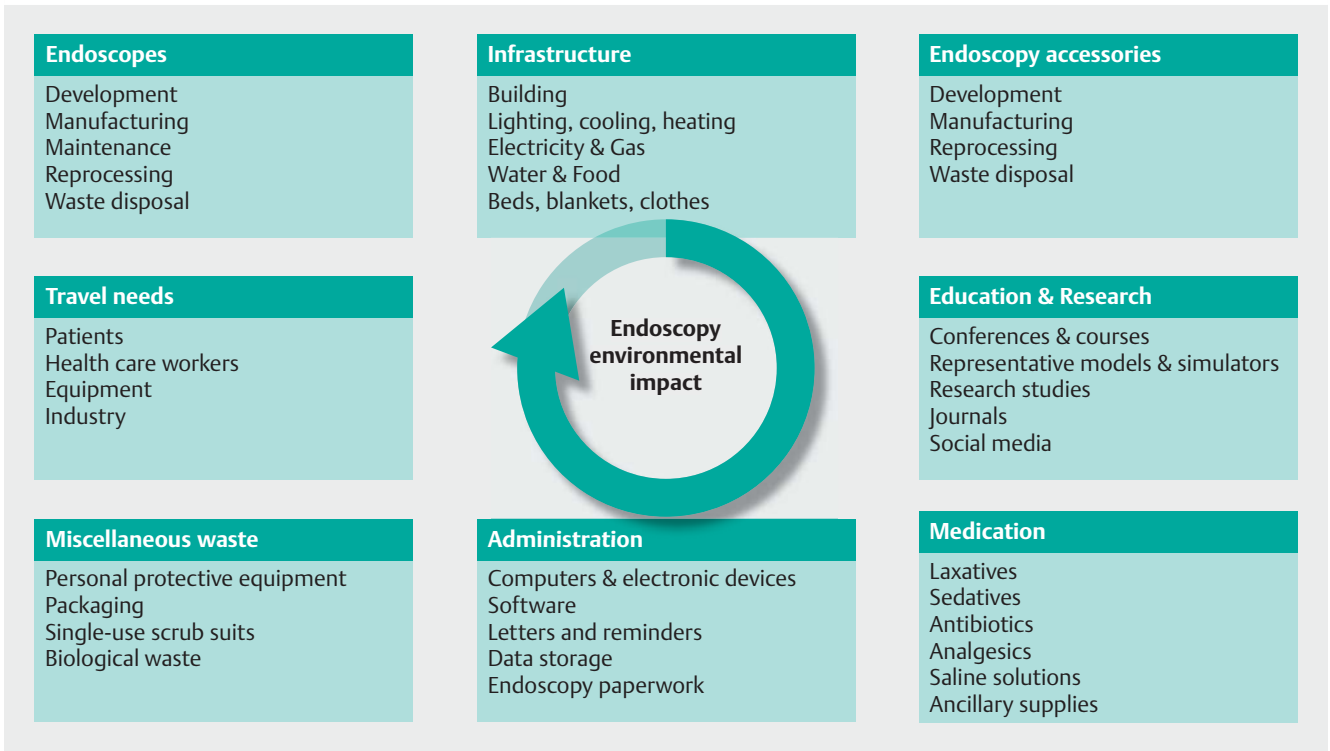 Endoscopes
Development
Manufacturing
Maintenance
Reprocessing
Waste disposal
Infrastructure
Building
Lighting, cooling, heating
Electricity & Gas
Water & Food
Beds, blankets, clothes
Endoscopy accessories
Development
Manufacturing
Reprocessing
Waste disposal
Travel needs
Patients
Health care workers
Equipment
Industry
Endoscopy
environmental
impact
Education & Research
Conferences & courses
Representative models & simulators
Research studies
Journals
Social media
Miscellaneous waste
Personal protective equipment
Packaging
Single-use scrub suits
Biological waste
Administration
Computers & electronic devices
Software
Letters and reminders
Data storage
Endoscopy paperwork
Medication
Laxatives
Sedatives
Antibiotics
Analgesics
Saline solutions
Ancillary supplies